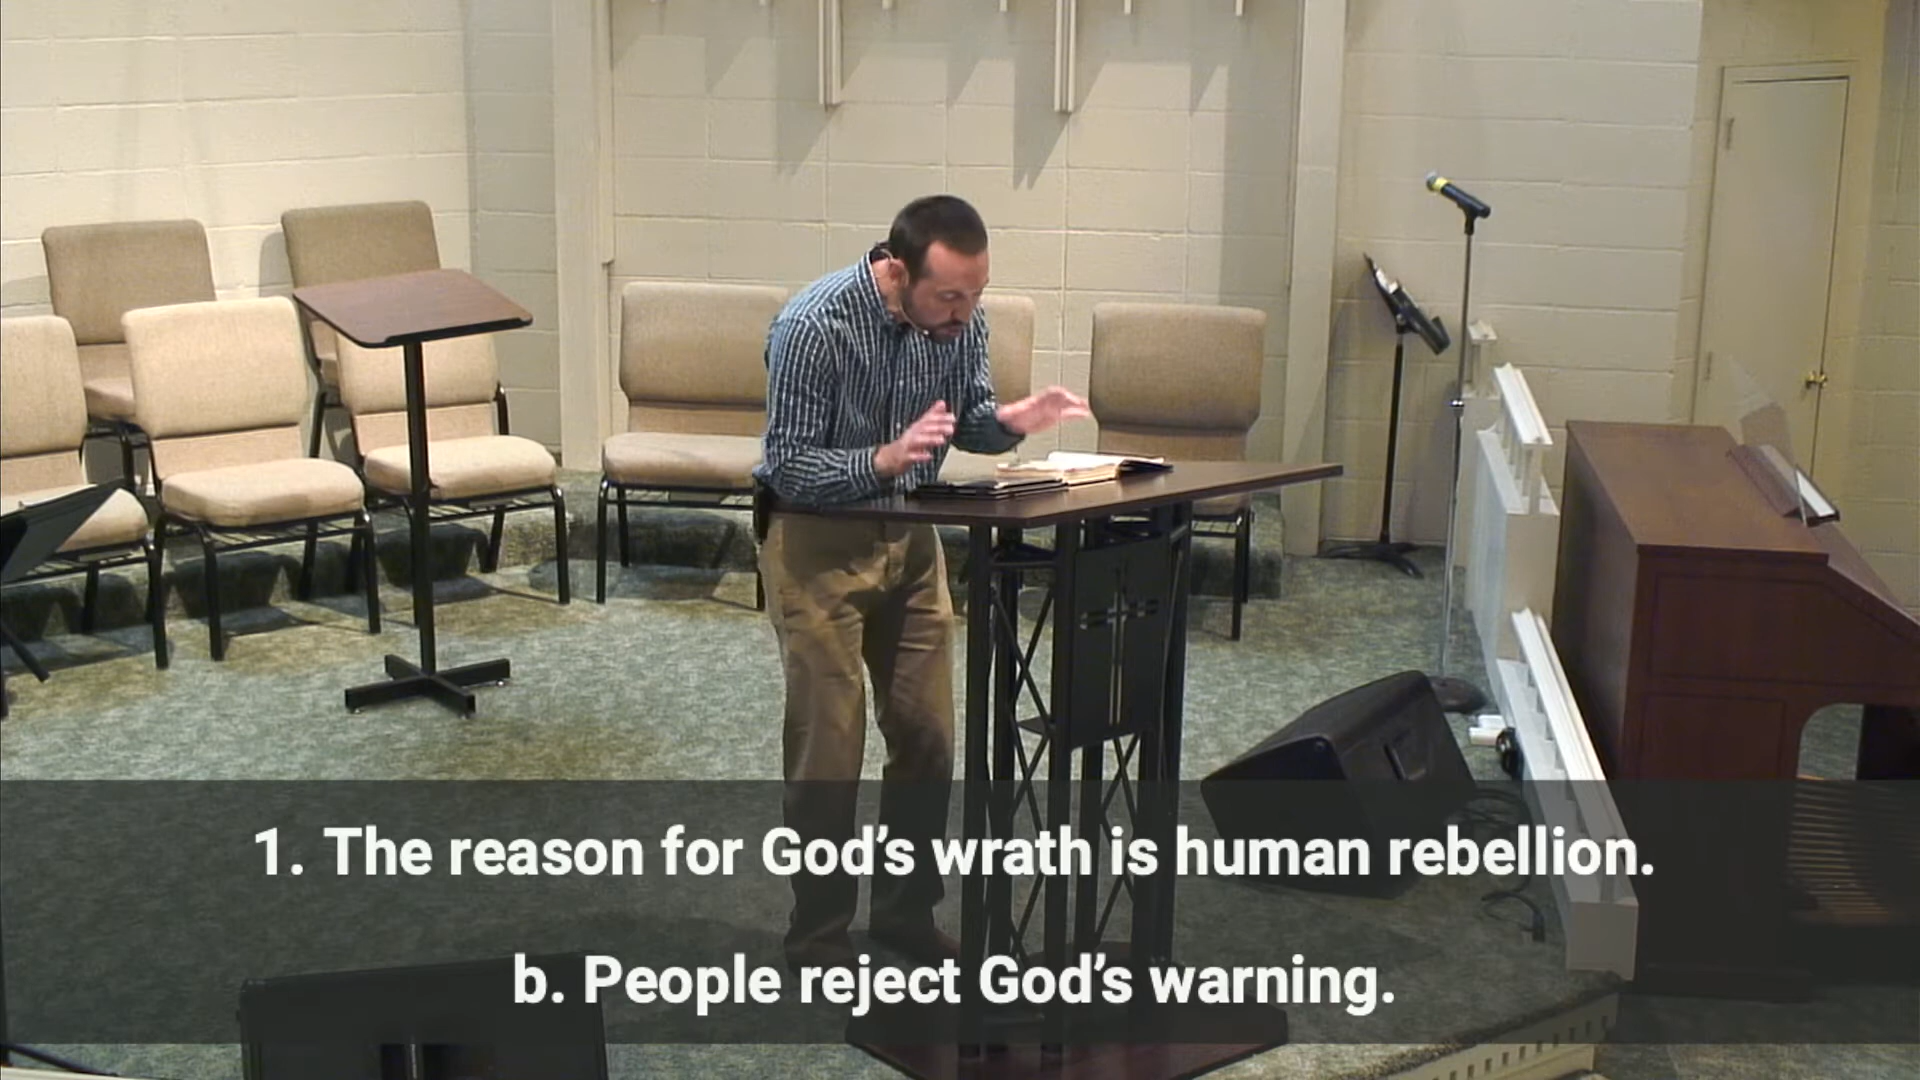 1. The reason for God’s wrath is human rebellion.
b. People reject God’s warning.